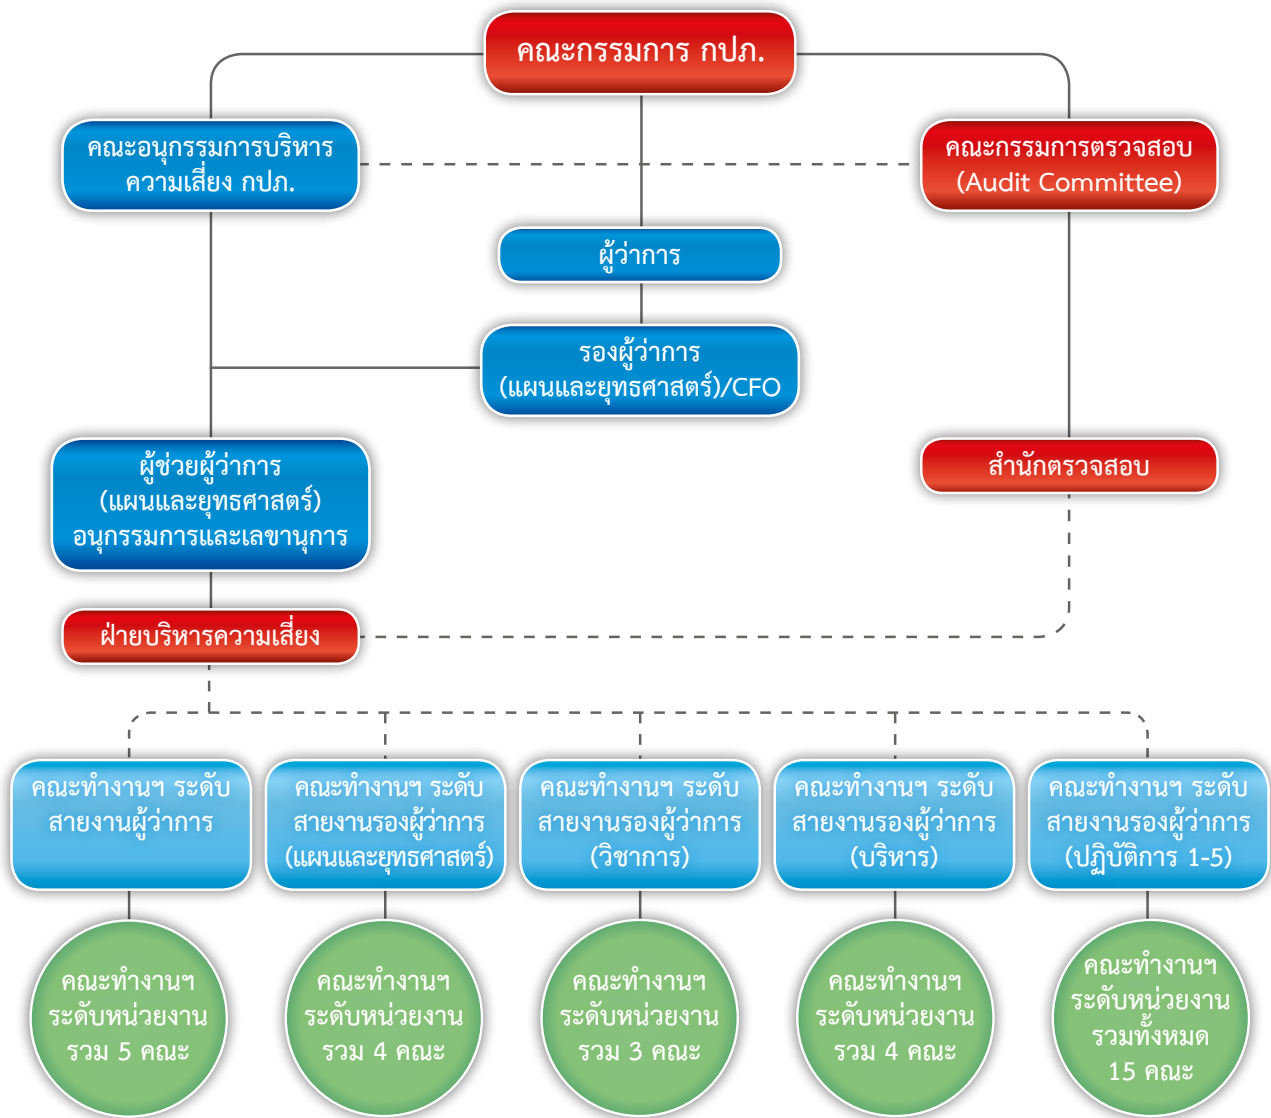 คณะกรรมการ กปภ.
คณะอนุกรรมการบริหาร
ความเสี่ยง กปภ.
คณะกรรมการตรวจสอบ
(Audit Committee)
ผู้ว่าการ
รองผู้ว่าการ
(แผนและยุทธศาสตร์)/CFO
ผู้ช่วยผู้ว่าการ
(แผนและยุทธศาสตร์)
อนุกรรมการและเลขานุการ
สำนักตรวจสอบ
ฝ่ายบริหารความเสี่ยง
คณะทำงานฯ ระดับ
สายงานผู้ว่าการ
คณะทำงานฯ ระดับ
สายงานรองผู้ว่าการ
(แผนและยุทธศาสตร์)
คณะทำงานฯ ระดับ
สายงานรองผู้ว่าการ
(วิชาการ)
คณะทำงานฯ ระดับ
สายงานรองผู้ว่าการ
(บริหาร)
คณะทำงานฯ ระดับ
สายงานรองผู้ว่าการ
(ปฏิบัติการ 1-5)
คณะทำงานฯ
ระดับหน่วยงาน
รวม 5 คณะ
คณะทำงานฯ
ระดับหน่วยงาน
รวม 4 คณะ
คณะทำงานฯ
ระดับหน่วยงาน
รวม 3 คณะ
คณะทำงานฯ
ระดับหน่วยงาน
รวม 4 คณะ
คณะทำงานฯ
ระดับหน่วยงาน
รวมทั้งหมด
15 คณะ